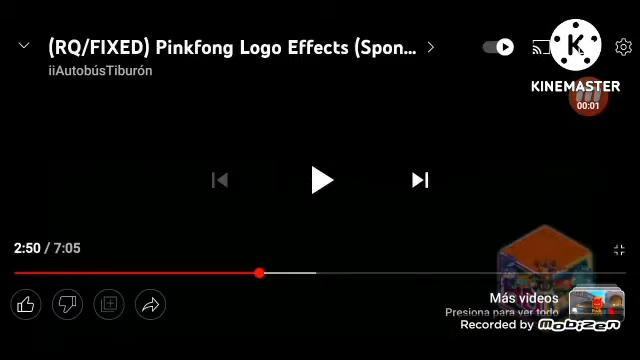 (RQ/FIXED) Pinkfong Logo Effects (Spon...
iiAutobúsTiburón
K
KINEMASTER
00:01
2:50 / 7:05
Más videos
Presiona para ver todo
Recorded by Mobizen